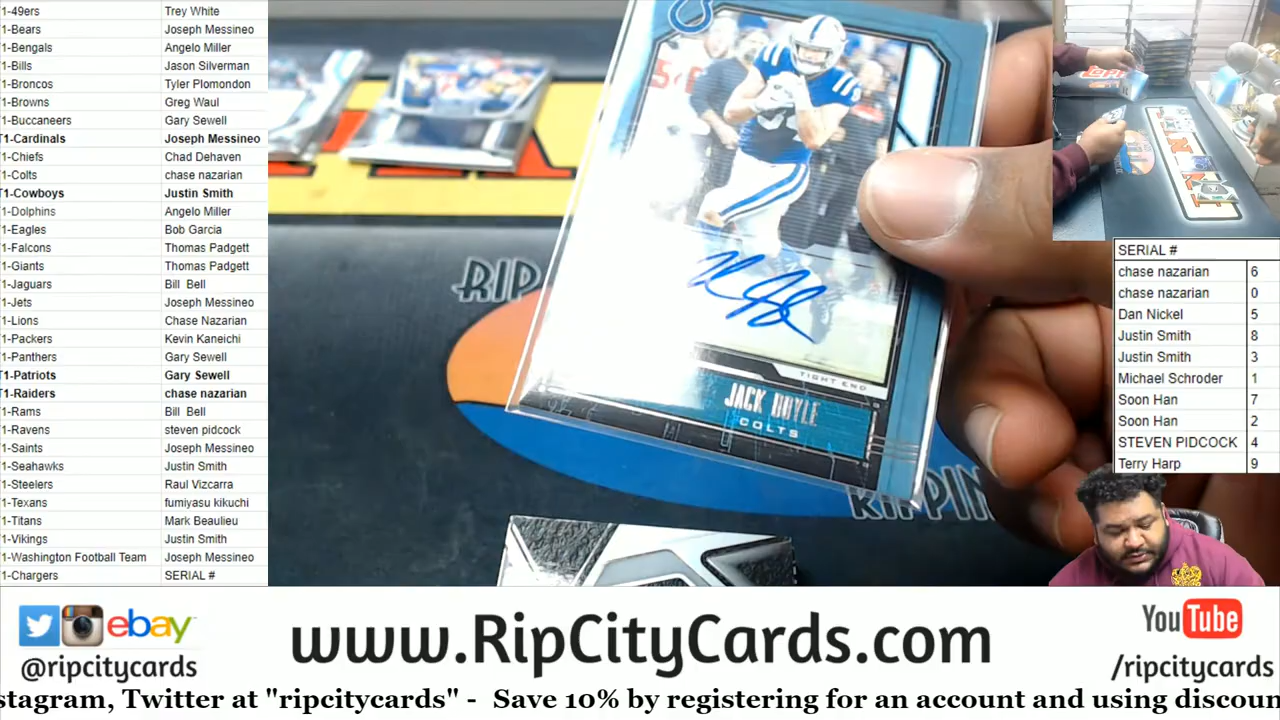 1-49ers Trey White
1-Bears Joseph Messineo
1-Bengals Angelo Miller
1-Bills Jason Silverman
1-Broncos Tyler Plomondon
1-Browns Greg Waul
1-Buccaneers Gary Sewell
T1-Cardinals Joseph Messineo
1-Chiefs Chad Dehaven
1-Colts chase nazarian
T1-Cowboys Justin Smith
1-Dolphins Angelo Miller
1-Eagles Bob Garcia
1-Falcons Thomas Padgett
1-Giants Thomas Padgett
1-Jaguars Bill Bell
1-Jets Joseph Messineo
1-Lions Chase Nazarian
1-Packers Kevin Kaneichi
1-Panthers Gary Sewell
T1-Patriots Gary Sewell
T1-Raiders chase nazarian
1-Rams Bill Bell
1-Ravens steven pidcock
1-Saints Joseph Messineo
1-Seahawks Justin Smith
1-Steelers Raul Vizcarra
1-Texans fumiyasu kikuchi
1-Titans Mark Beaulieu
1-Vikings Justin Smith
1-Washington Football Team Joseph Messineo
1-Chargers SERIAL #
RIP
TIGHT END
JACK DOYLE
COLTS
RIPPIN
SERIAL #
chase nazarian 6
chase nazarian 0
Dan Nickel 5
Justin Smith 8
Justin Smith 3
Michael Schroder 1
Soon Han 7
Soon Han 2
STEVEN PIDCOCK 4
Terry Harp 9
ebay
@ripcitycards
www.RipCityCards.com
YouTube
/ripcitycards
stagram, Twitter at "ripcitycards" - Save 10% by registering for an account and using discoun